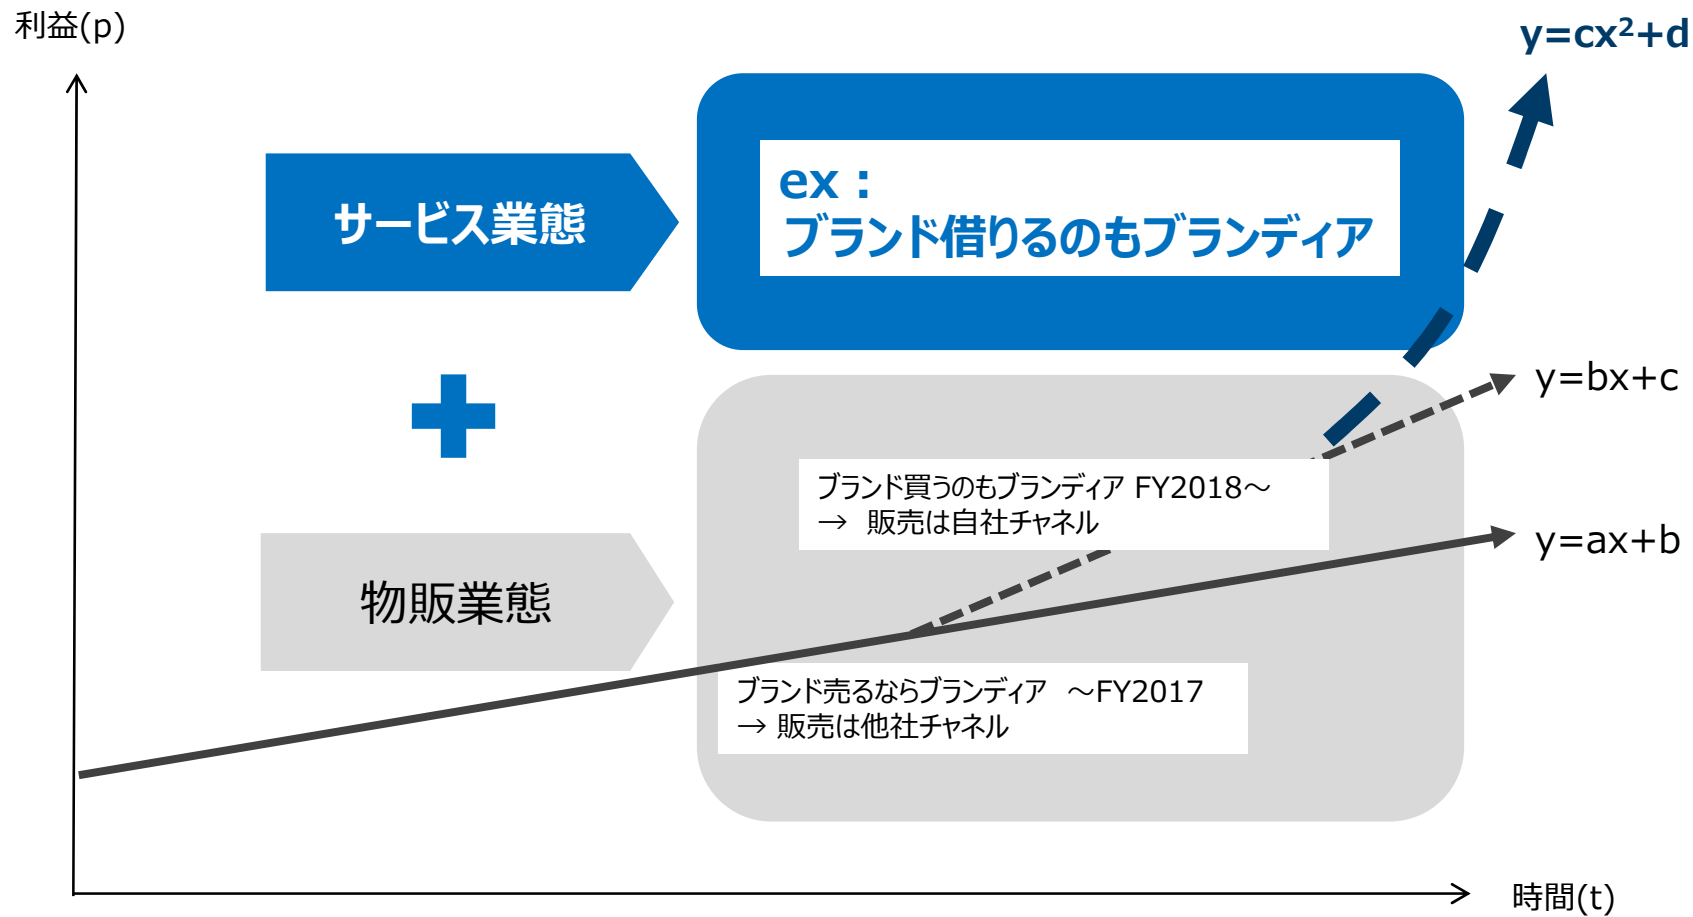 利益(p)
y=cx²+d
ex：
ブランド借りるのもブランディア
サービス業態
y=bx+c
ブランド買うのもブランディア FY2018～
→ 販売は自社チャネル
y=ax+b
物販業態
ブランド売るならブランディア ～FY2017
→ 販売は他社チャネル
時間(t)